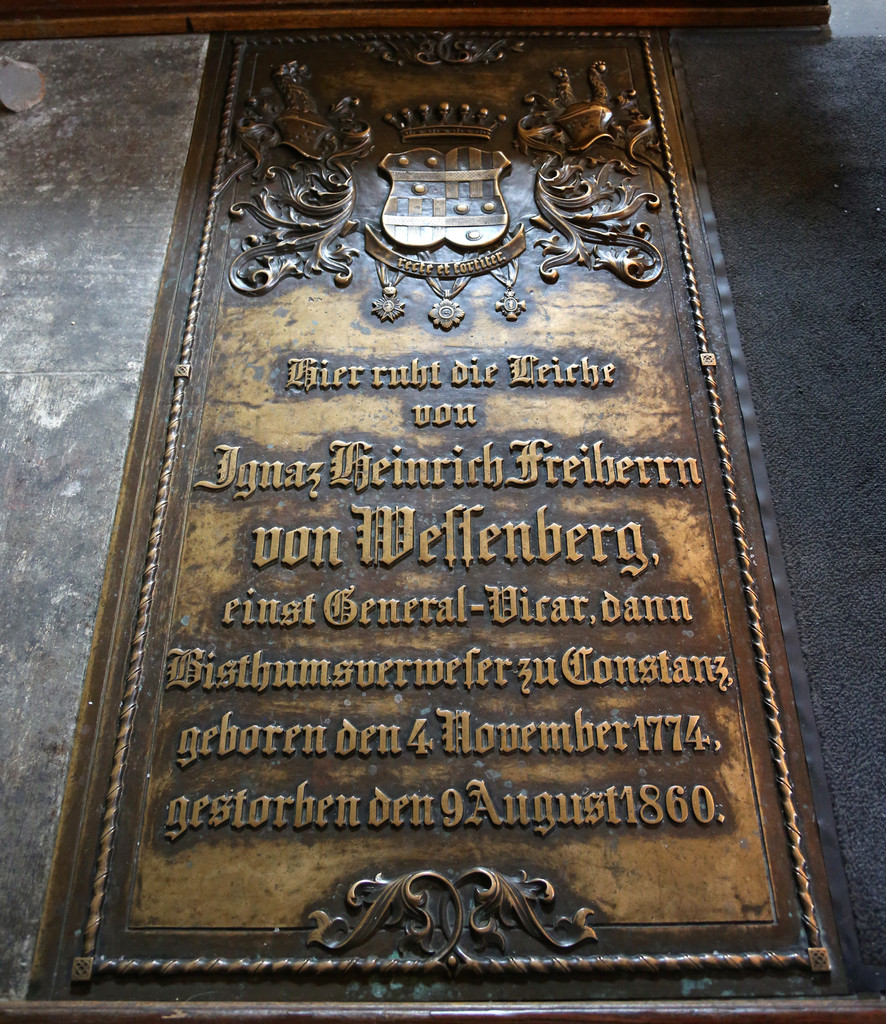 recte et fortiter
Hier ruht die Leiche
von
Ignaz Heinrich Freiherrn
von Weſſenberg,
einst General-Vicar, dann
Bisthumsverweſer zu Constanz,
geboren den 4 November 1774,
gestorben den 9 August 1860.